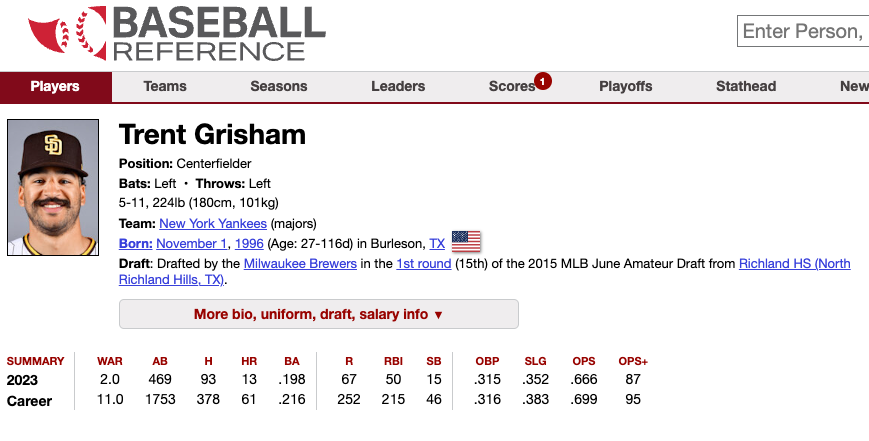 BASEBALL
REFERENCE
Enter Person,
Players Teams Seasons Leaders Scores 1 Playoffs Stathead New
SD
Trent Grisham
Position: Centerfielder
Bats: Left • Throws: Left
5-11, 224lb (180cm, 101kg)
Team: New York Yankees (majors)
Born: November 1, 1996 (Age: 27-116d) in Burleson, TX
Draft: Drafted by the Milwaukee Brewers in the 1st round (15th) of the 2015 MLB June Amateur Draft from Richland HS (North
Richland Hills, TX).
More bio, uniform, draft, salary info ▼
SUMMARY WAR AB H HR BA R RBI SB OBP SLG OPS OPS+
2023 2.0 469 93 13 .198 67 50 15 .315 .352 .666 87
Career 11.0 1753 378 61 .216 252 215 46 .316 .383 .699 95